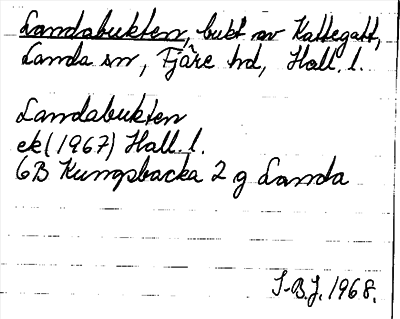 Landabukten, bukt av Kattegatt,
Landa sn, Fjäre hd, Hall. l.
Landabukten
ek (1967) Hall. l.
6B Kungsbacka 2 g Landa
S-B.J. 1968.